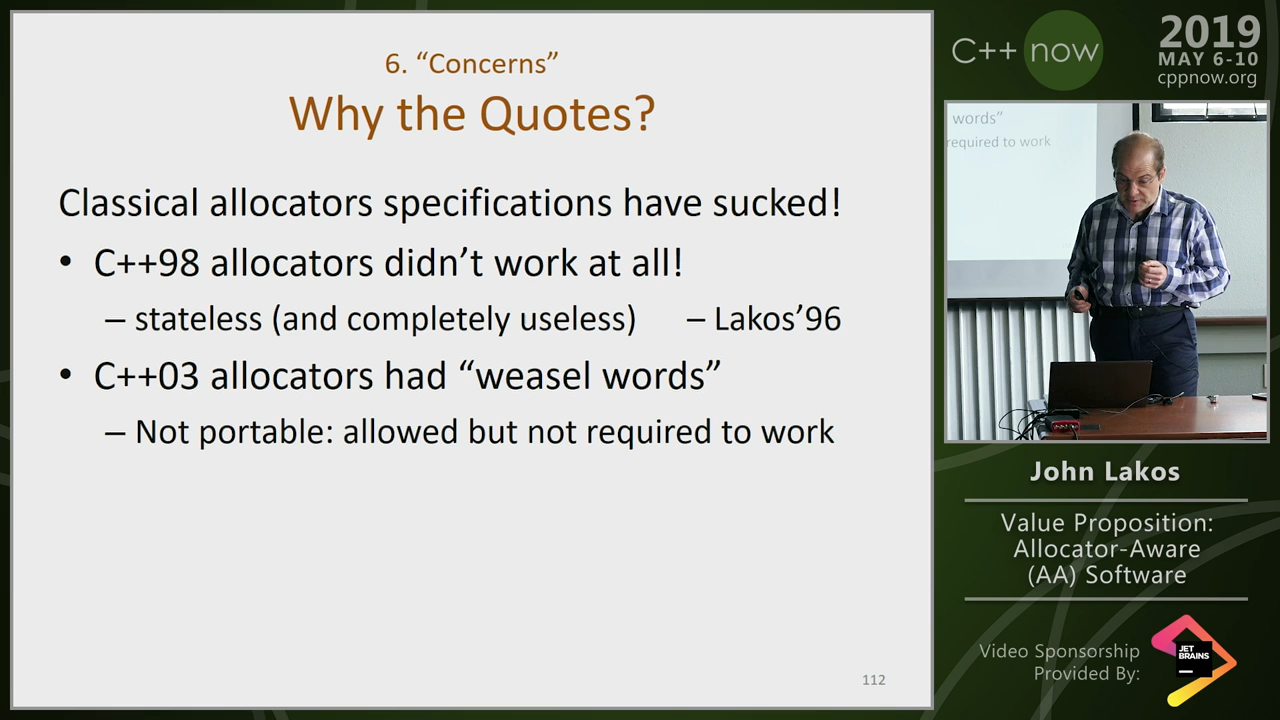 6. “Concerns”
Why the Quotes?
Classical allocators specifications have sucked!
• C++98 allocators didn’t work at all!
– stateless (and completely useless) – Lakos’96
• C++03 allocators had “weasel words”
– Not portable: allowed but not required to work
112
C++ now
2019
MAY 6-10
cppnow.org
words”
required to work
John Lakos
Value Proposition:
Allocator-Aware
(AA) Software
Video Sponsorship
Provided By:
JET
BRAINS